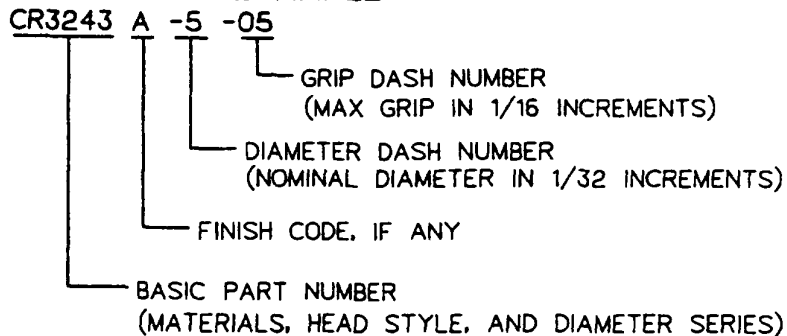 CR3243 A -5 -05
GRIP DASH NUMBER
(MAX GRIP IN 1/16 INCREMENTS)
DIAMETER DASH NUMBER
(NOMINAL DIAMETER IN 1/32 INCREMENTS)
FINISH CODE, IF ANY
BASIC PART NUMBER
(MATERIALS, HEAD STYLE, AND DIAMETER SERIES)